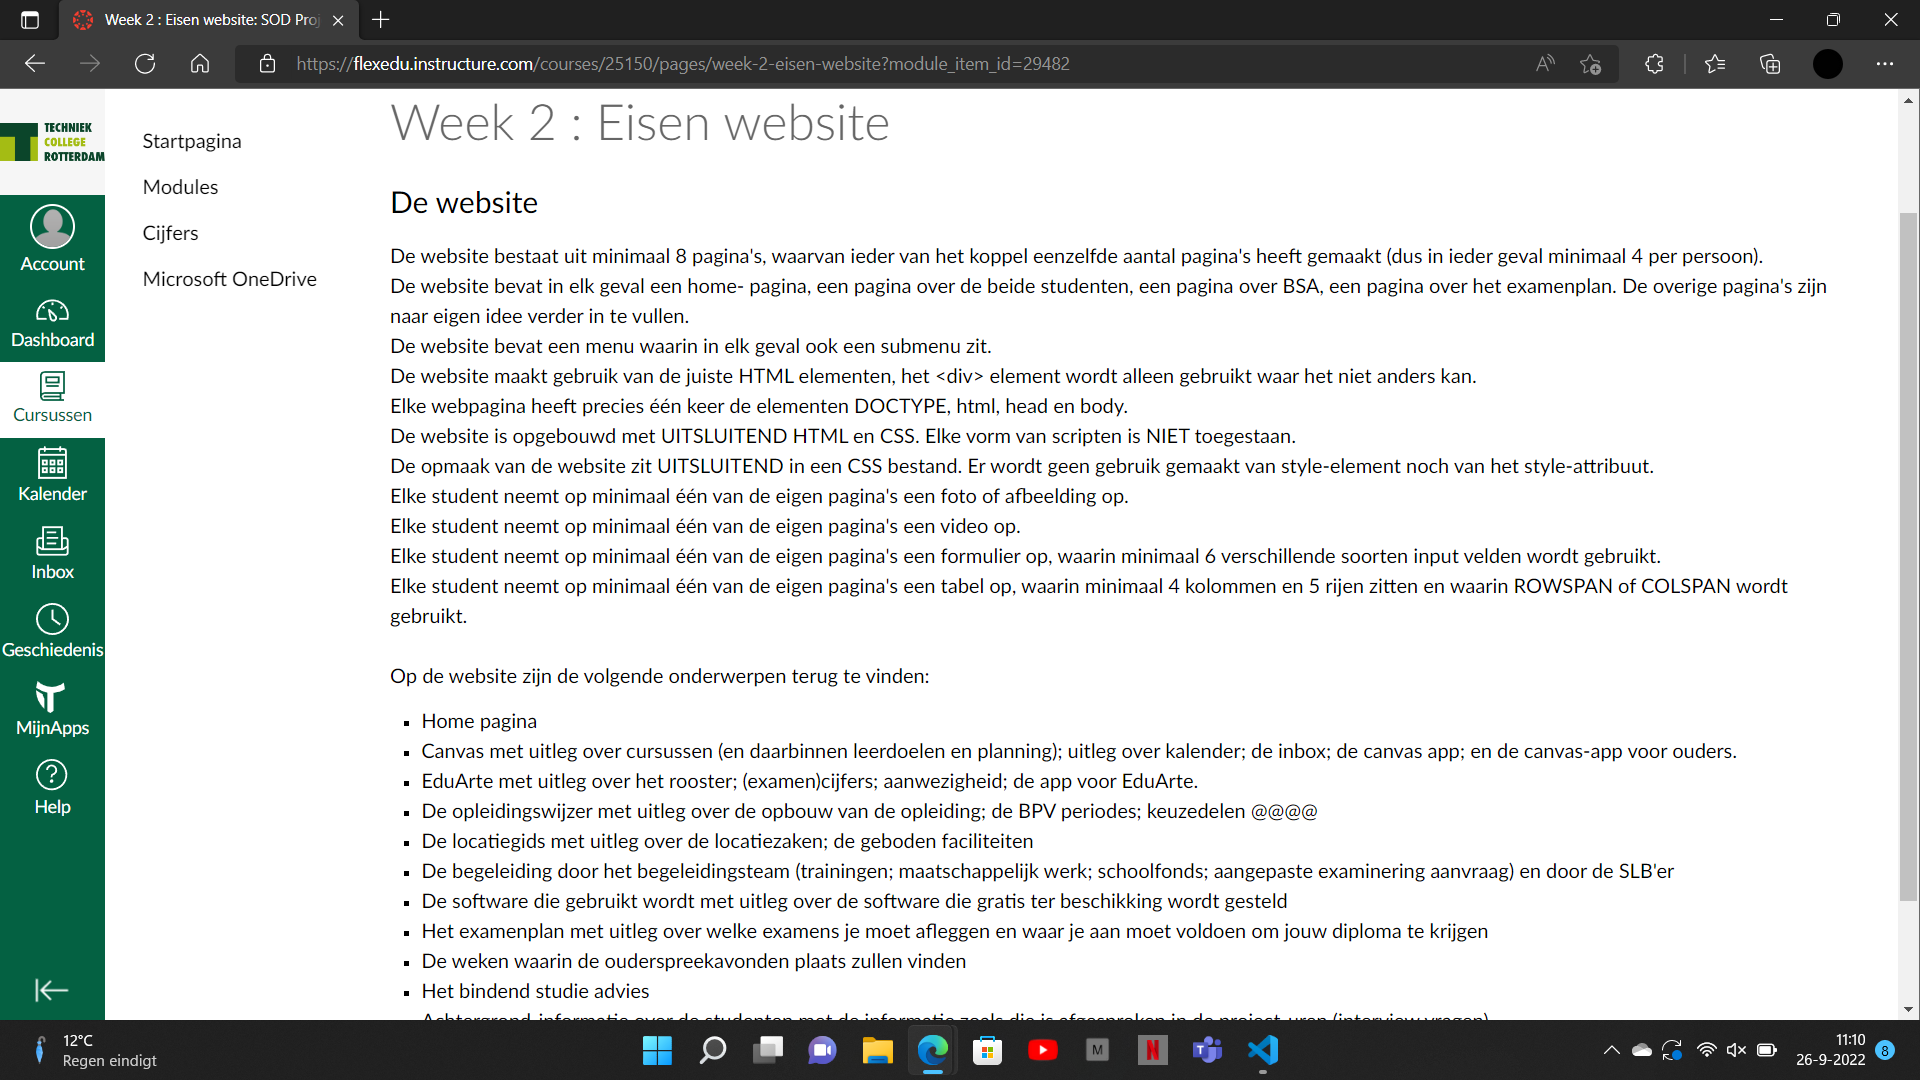 Week 2 : Eisen website: SOD Proj
https://flexedu.instructure.com/courses/25150/pages/week-2-eisen-website?module_item_id=29482
TECHNIEK
COLLEGE
ROTTERDAM
Account
Dashboard
Cursussen
Kalender
Inbox
Geschiedenis
MijnApps
Help
Startpagina
Modules
Cijfers
Microsoft OneDrive
Week 2 : Eisen website
De website
De website bestaat uit minimaal 8 pagina's, waarvan ieder van het koppel eenzelfde aantal pagina's heeft gemaakt (dus in ieder geval minimaal 4 per persoon).
De website bevat in elk geval een home- pagina, een pagina over de beide studenten, een pagina over BSA, een pagina over het examenplan. De overige pagina's zijn
naar eigen idee verder in te vullen.
De website bevat een menu waarin in elk geval ook een submenu zit.
De website maakt gebruik van de juiste HTML elementen, het <div> element wordt alleen gebruikt waar het niet anders kan.
Elke webpagina heeft precies één keer de elementen DOCTYPE, html, head en body.
De website is opgebouwd met UITSLUITEND HTML en CSS. Elke vorm van scripten is NIET toegestaan.
De opmaak van de website zit UITSLUITEND in een CSS bestand. Er wordt geen gebruik gemaakt van style-element noch van het style-attribuut.
Elke student neemt op minimaal één van de eigen pagina's een foto of afbeelding op.
Elke student neemt op minimaal één van de eigen pagina's een video op.
Elke student neemt op minimaal één van de eigen pagina's een formulier op, waarin minimaal 6 verschillende soorten input velden wordt gebruikt.
Elke student neemt op minimaal één van de eigen pagina's een tabel op, waarin minimaal 4 kolommen en 5 rijen zitten en waarin ROWSPAN of COLSPAN wordt
gebruikt.
Op de website zijn de volgende onderwerpen terug te vinden:
▪ Home pagina
▪ Canvas met uitleg over cursussen (en daarbinnen leerdoelen en planning); uitleg over kalender; de inbox; de canvas app; en de canvas-app voor ouders.
▪ EduArte met uitleg over het rooster; (examen)cijfers; aanwezigheid; de app voor EduArte.
▪ De opleidingswijzer met uitleg over de opbouw van de opleiding; de BPV periodes; keuzedelen @@@@
▪ De locatiegids met uitleg over de locatiezaken; de geboden faciliteiten
▪ De begeleiding door het begeleidingsteam (trainingen; maatschappelijk werk; schoolfonds; aangepaste examinering aanvraag) en door de SLB'er
▪ De software die gebruikt wordt met uitleg over de software die gratis ter beschikking wordt gesteld
▪ Het examenplan met uitleg over welke examens je moet afleggen en waar je aan moet voldoen om jouw diploma te krijgen
▪ De weken waarin de ouderspreekavonden plaats zullen vinden
▪ Het bindend studie advies
Achtergrond informatie over de studenten met de informatie zoals die is afgesproken in de project-uren (interview vragen)
12°C
Regen eindigt
M
N
11:10
26-9-2022
8